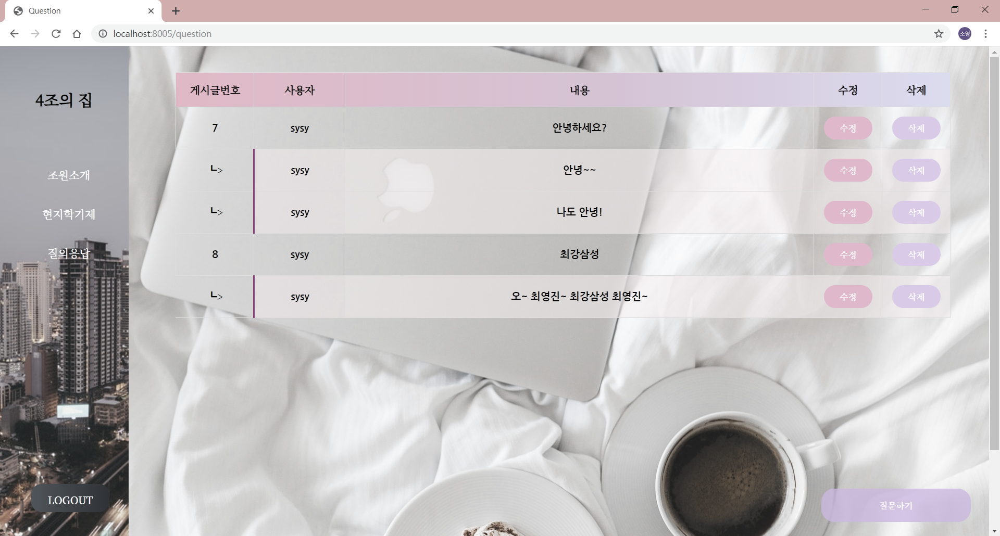 Question
localhost:8005/question
소영
4조의 집
조원소개
현지학기제
질의응답
LOGOUT
게시글번호 사용자 내용 수정 삭제
7 sysy 안녕하세요? 수정 삭제
ㄴ> sysy 안녕~~ 수정 삭제
ㄴ> sysy 나도 안녕! 수정 삭제
8 sysy 최강삼성 수정 삭제
ㄴ> sysy 오~ 최영진~ 최강삼성 최영진~ 수정 삭제
질문하기